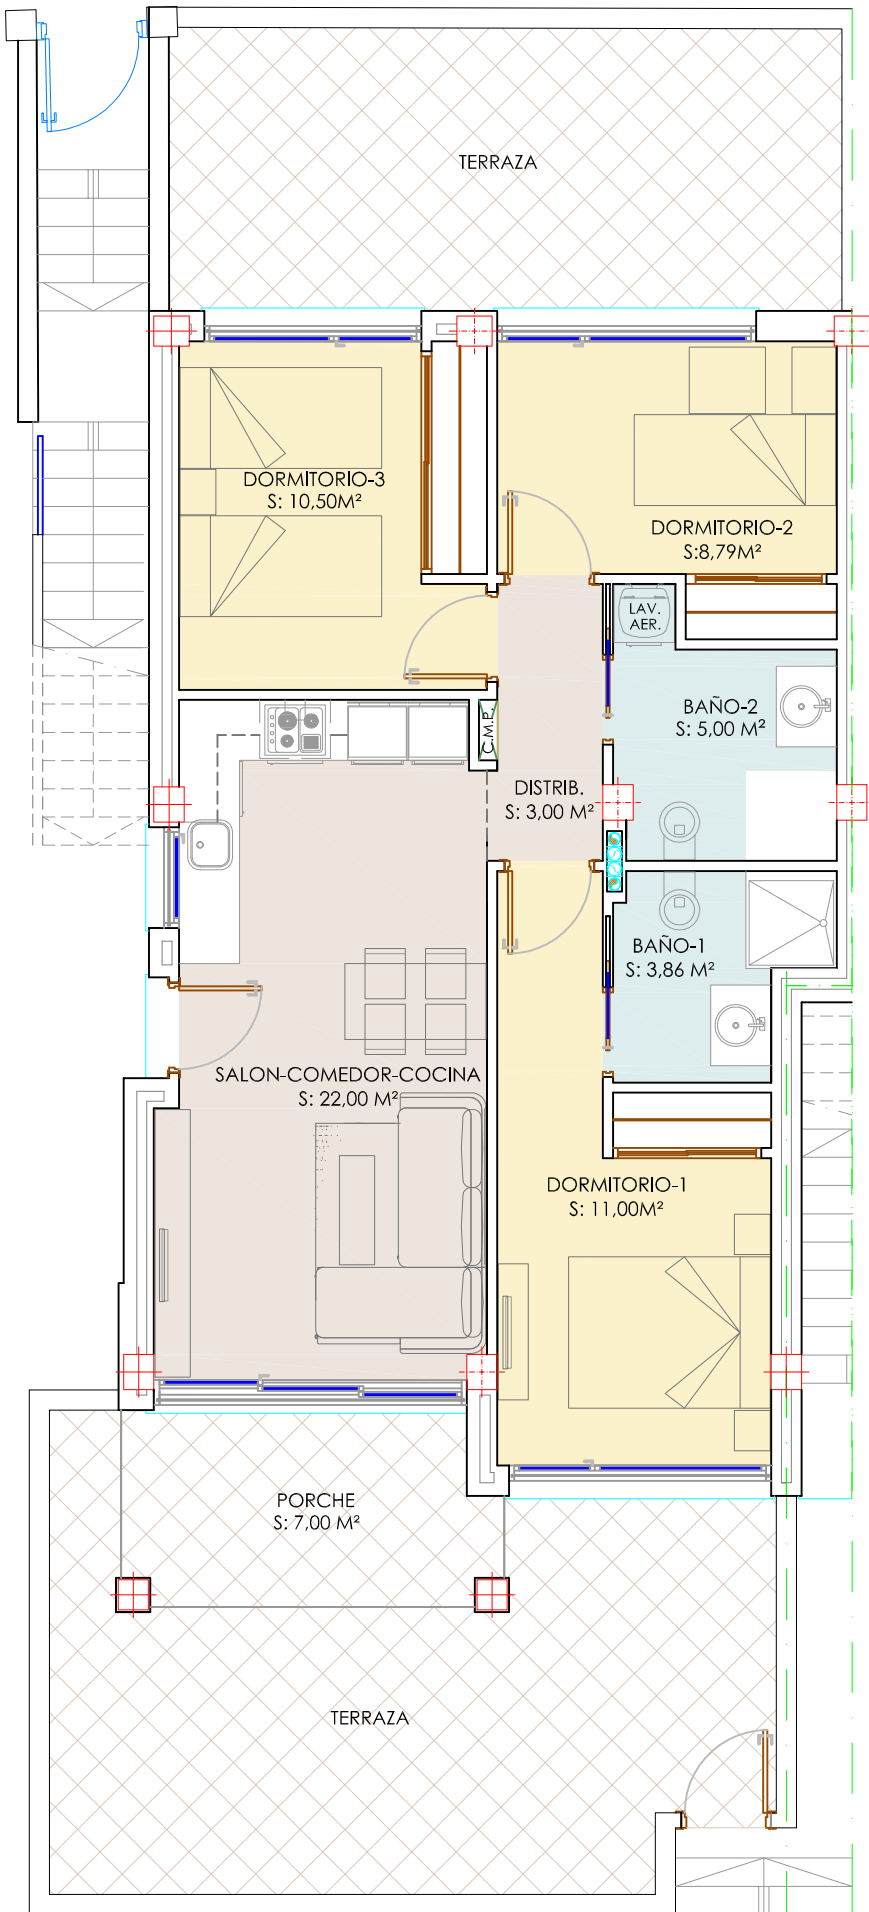 TERRAZA
DORMITORIO-3
S: 10,50M²
DORMITORIO-2
S:8,79M²
LAV.
AER.
BAÑO-2
S: 5,00 M²
C.M.P.
DISTRIB.
S: 3,00 M²
BAÑO-1
S: 3,86 M²
SALON-COMEDOR-COCINA
S: 22,00 M²
DORMITORIO-1
S: 11,00M²
PORCHE
S: 7,00 M²
TERRAZA